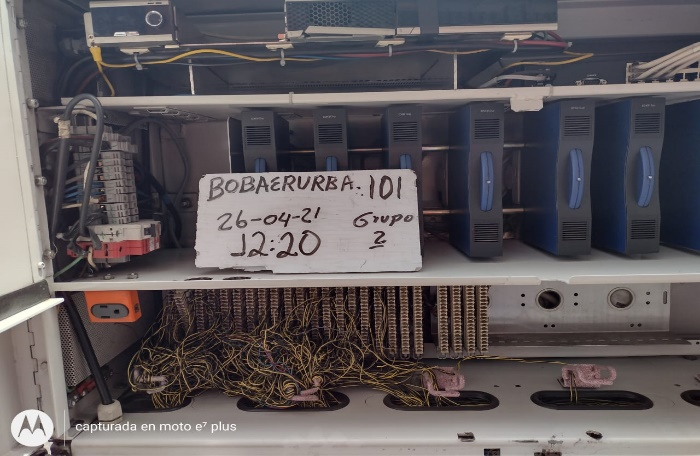 BOBAERURBA.101
26-04-21 Grupo
12:20 2
capturada en moto e⁷ plus